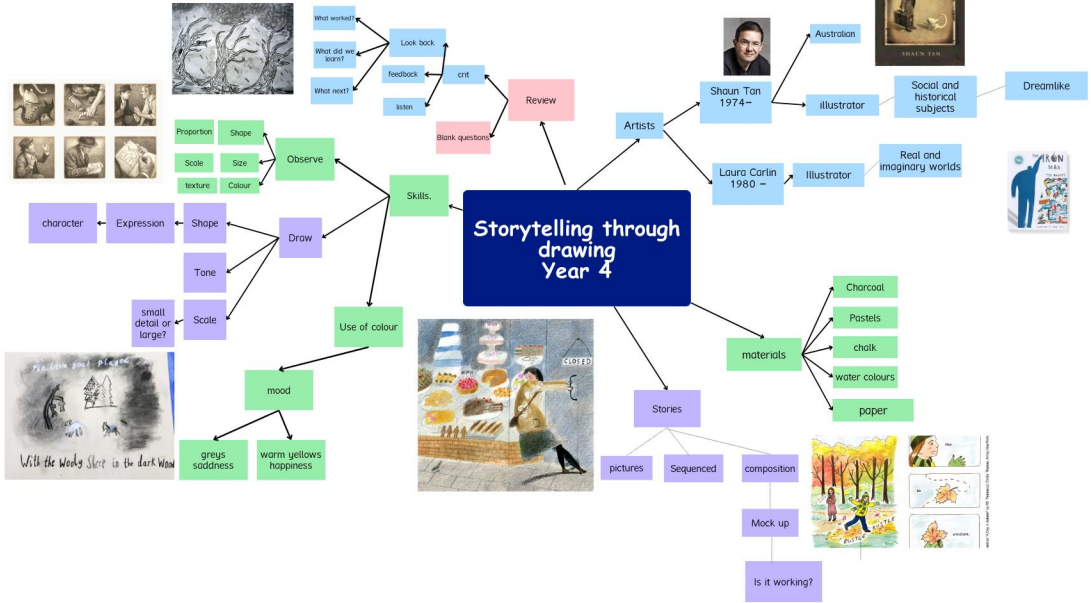 Storytelling through
drawing
Year 4
Review
crit
Look back
What worked?
What did we
learn?
What next?
feedback
listen
Blank questions
Artists
Shaun Tan
1974-
Australian
illustrator
Social and
historical
subjects
Dreamlike
SHAUN TAN
Laura Carlin
1980 -
Illustrator
Real and
imaginary worlds
IRON
MAN
Skills.
Observe
Proportion
Shape
Scale
Size
texture
Colour
Draw
Shape
Expression
character
Tone
Scale
small
detail or
large?
Use of colour
mood
greys
saddness
warm yellows
happiness
With the Wooly Sheep in the dark Wood
CLOSED
materials
Charcoal
Pastels
chalk
water colours
paper
Stories
pictures
Sequenced
composition
Mock up
Is it working?
RUSTLE RUSTLE